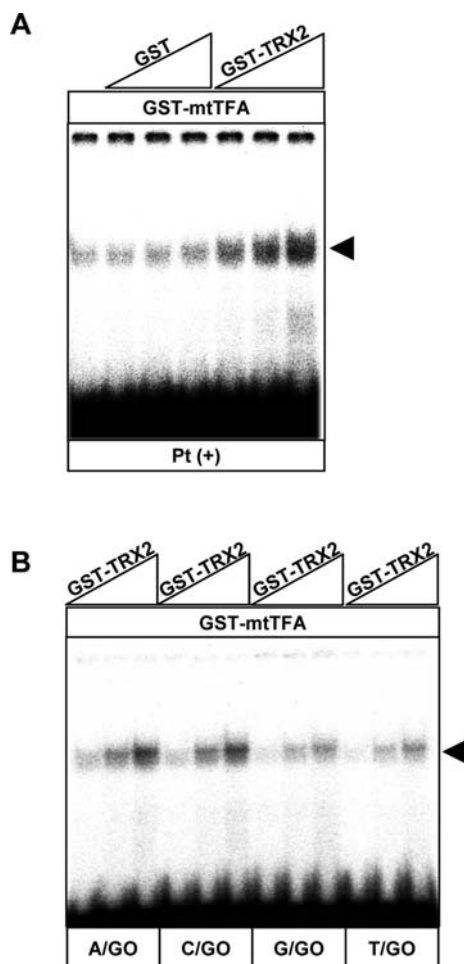 A
GST GST-TRX2
GST-mtTFA
Pt (+)
B
GST-TRX2 GST-TRX2 GST-TRX2 GST-TRX2
GST-mtTFA
A/GO C/GO G/GO T/GO